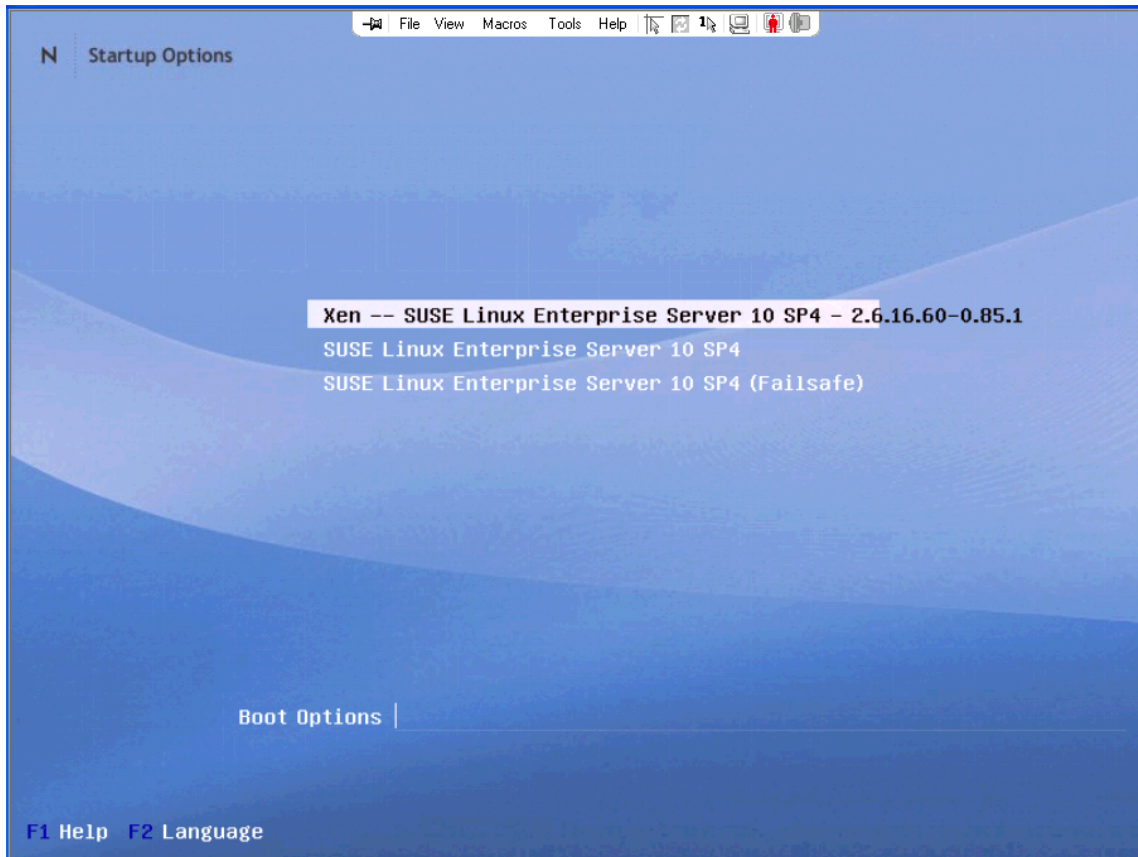 File View Macros Tools Help
N Startup Options
Xen -- SUSE Linux Enterprise Server 10 SP4 - 2.6.16.60-0.85.1
SUSE Linux Enterprise Server 10 SP4
SUSE Linux Enterprise Server 10 SP4 (Failsafe)
Boot Options
F1 Help F2 Language